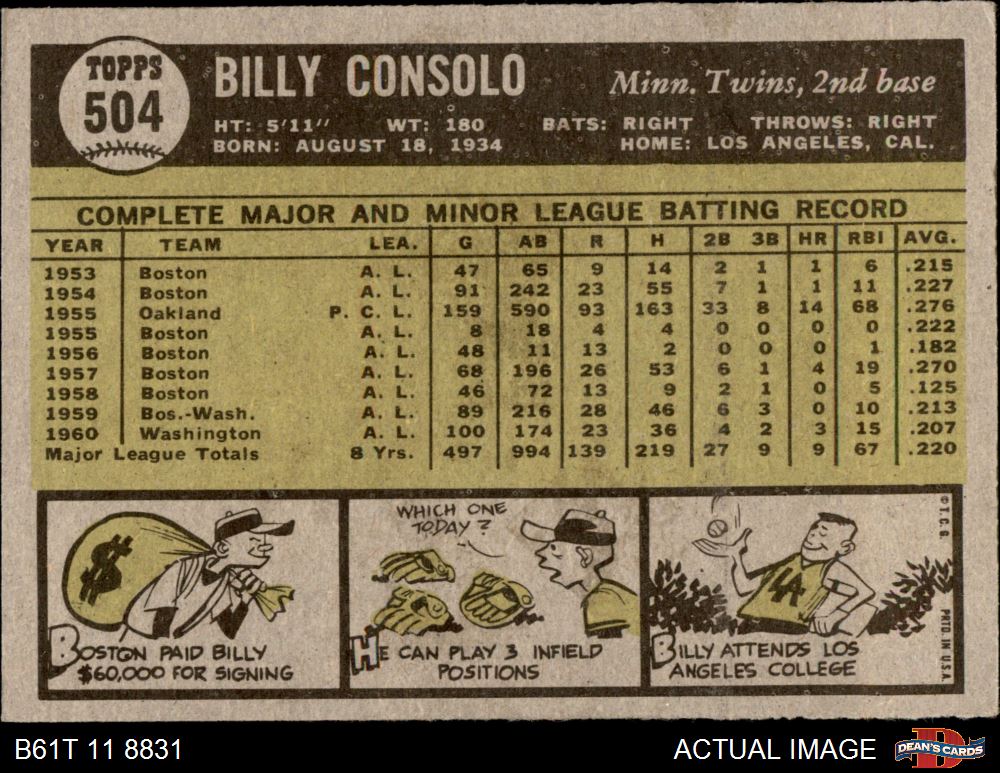 TOPPS
504
BILLY CONSOLO
Minn. Twins, 2nd base
HT: 5'11" WT: 180 BATS: RIGHT THROWS: RIGHT
BORN: AUGUST 18, 1934 HOME: LOS ANGELES, CAL.
COMPLETE MAJOR AND MINOR LEAGUE BATTING RECORD
YEAR TEAM LEA. G AB R H 2B 3B HR RBI AVG.
1953 Boston A. L. 47 65 9 14 2 1 1 6 .215
1954 Boston A. L. 91 242 23 55 7 1 1 11 .227
1955 Oakland P. C. L. 159 590 93 163 33 8 14 68 .276
1955 Boston A. L. 8 18 4 4 0 0 0 0 .222
1956 Boston A. L. 48 11 13 2 0 0 0 1 .182
1957 Boston A. L. 68 196 26 53 6 1 4 19 .270
1958 Boston A. L. 46 72 13 9 2 1 0 5 .125
1959 Bos.-Wash. A. L. 89 216 28 46 6 3 0 10 .213
1960 Washington A. L. 100 174 23 36 4 2 3 15 .207
Major League Totals 8 Yrs. 497 994 139 219 27 9 9 67 .220
$
BOSTON PAID BILLY
$60,000 FOR SIGNING
WHICH ONE
TODAY?
HE CAN PLAY 3 INFIELD
POSITIONS
LA
BILLY ATTENDS LOS
ANGELES COLLEGE
© T. C. G. PRTD. IN U.S.A.
B61T 11 8831
ACTUAL IMAGE
D
DEAN'S CARDS